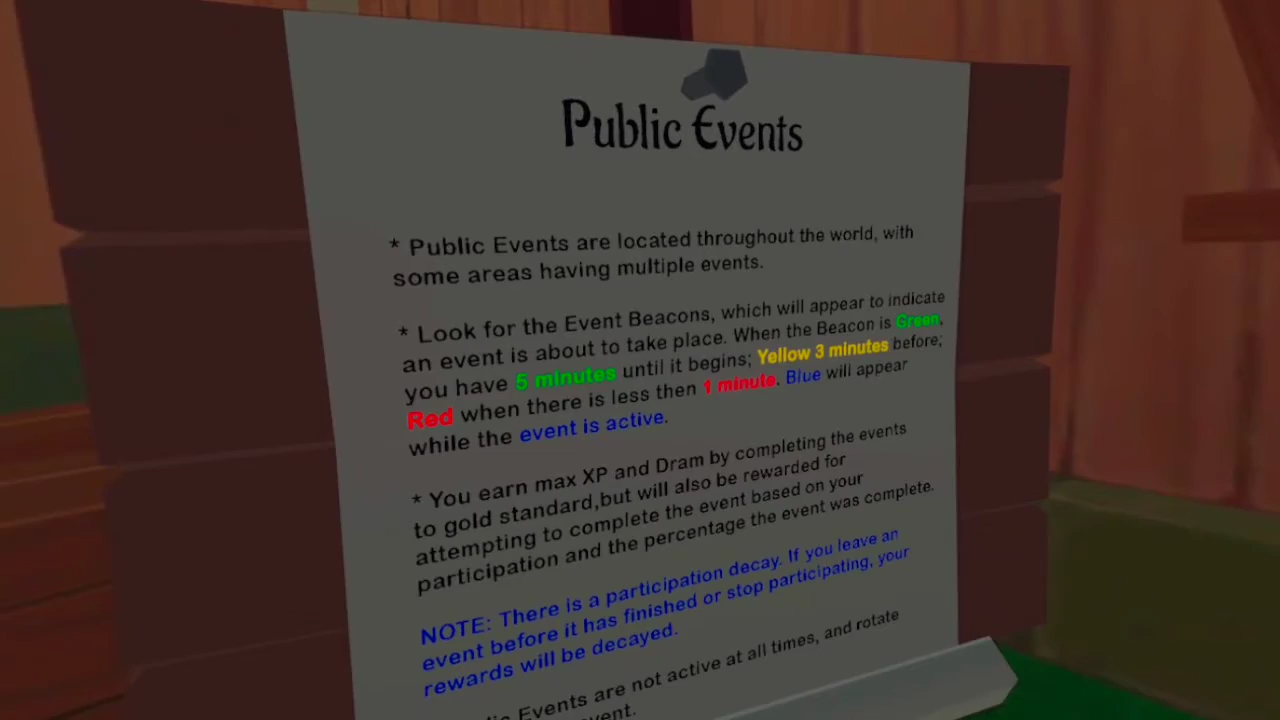 Public Events
* Public Events are located throughout the world, with
some areas having multiple events.
* Look for the Event Beacons, which will appear to indicate
an event is about to take place. When the Beacon is Green,
you have 5 minutes until it begins; Yellow 3 minutes before;
Red when there is less then 1 minute. Blue will appear
while the event is active.
* You earn max XP and Dram by completing the events
to gold standard,but will also be rewarded for
attempting to complete the event based on your
participation and the percentage the event was complete.
NOTE: There is a participation decay. If you leave an
event before it has finished or stop participating, your
rewards will be decayed.
Events are not active at all times, and rotate